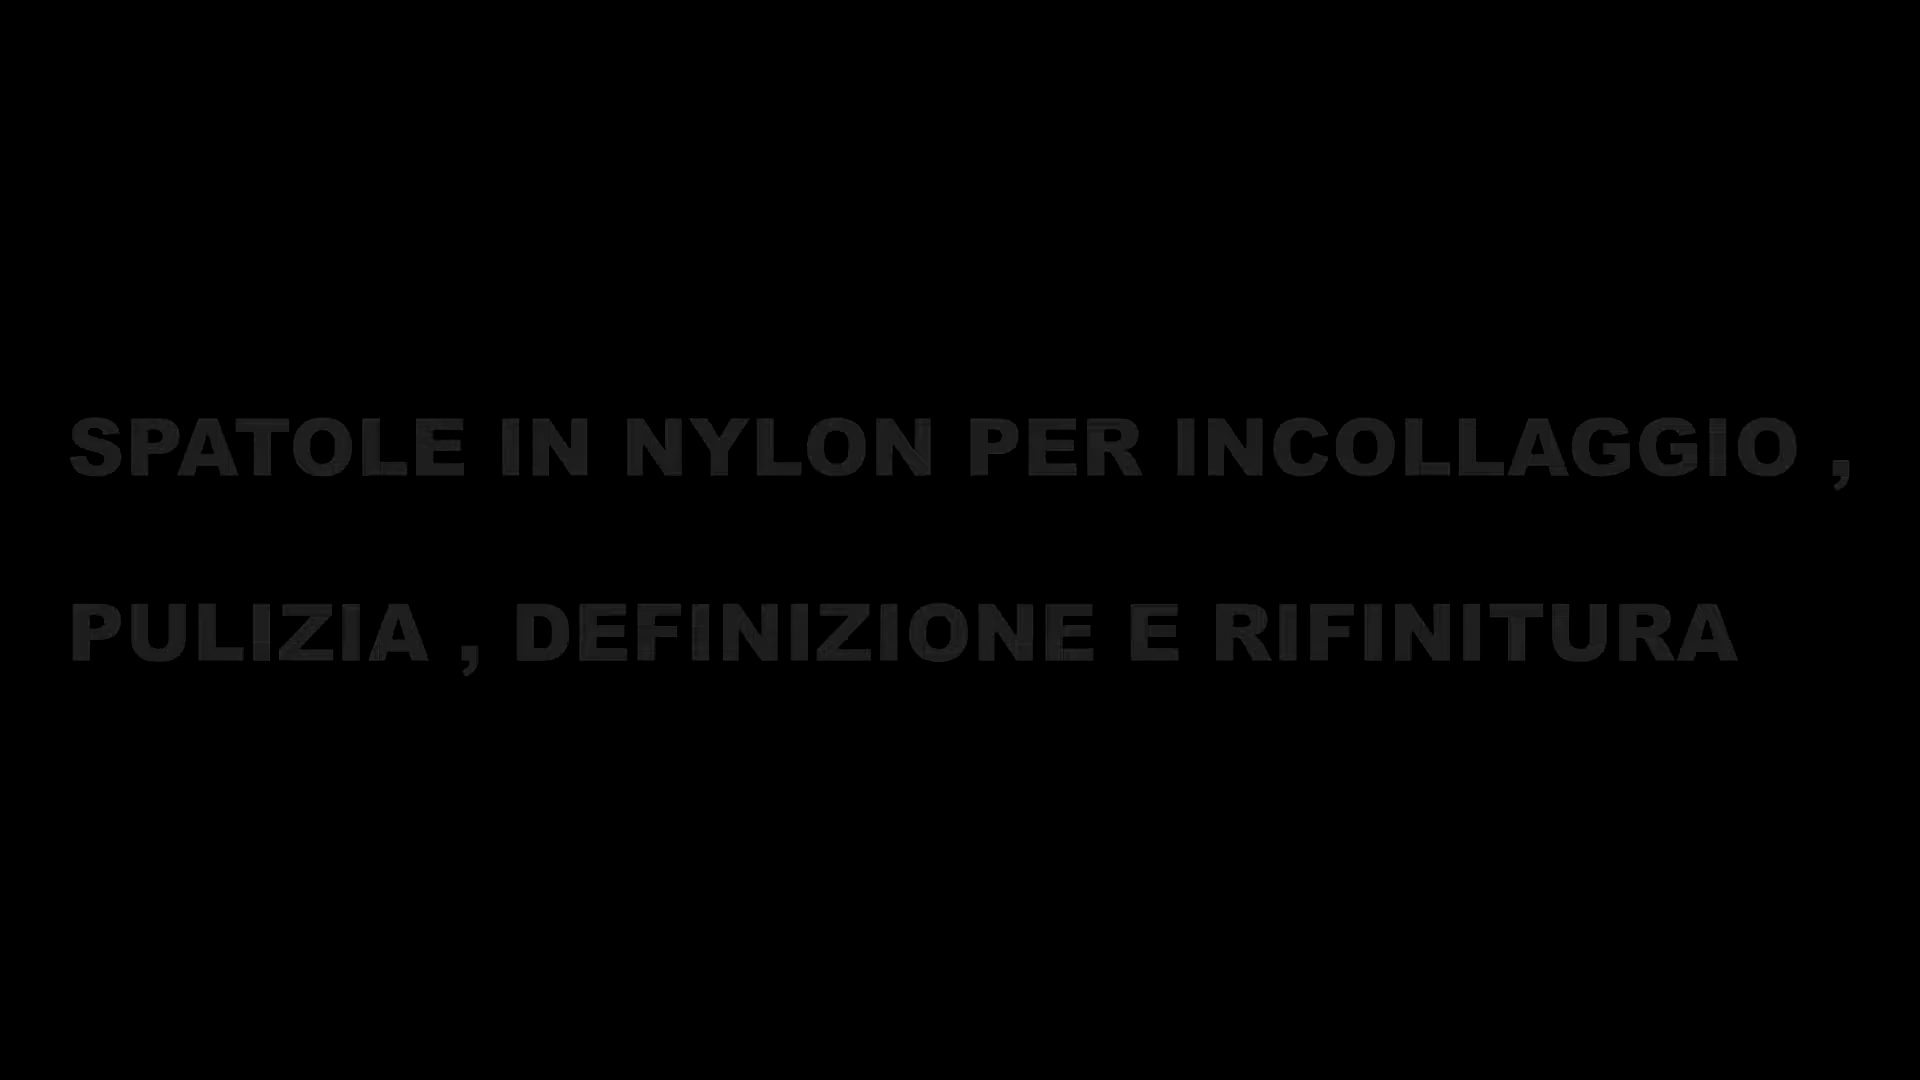 SPATOLE IN NYLON PER INCOLLAGGIO ,
PULIZIA , DEFINIZIONE E RIFINITURA